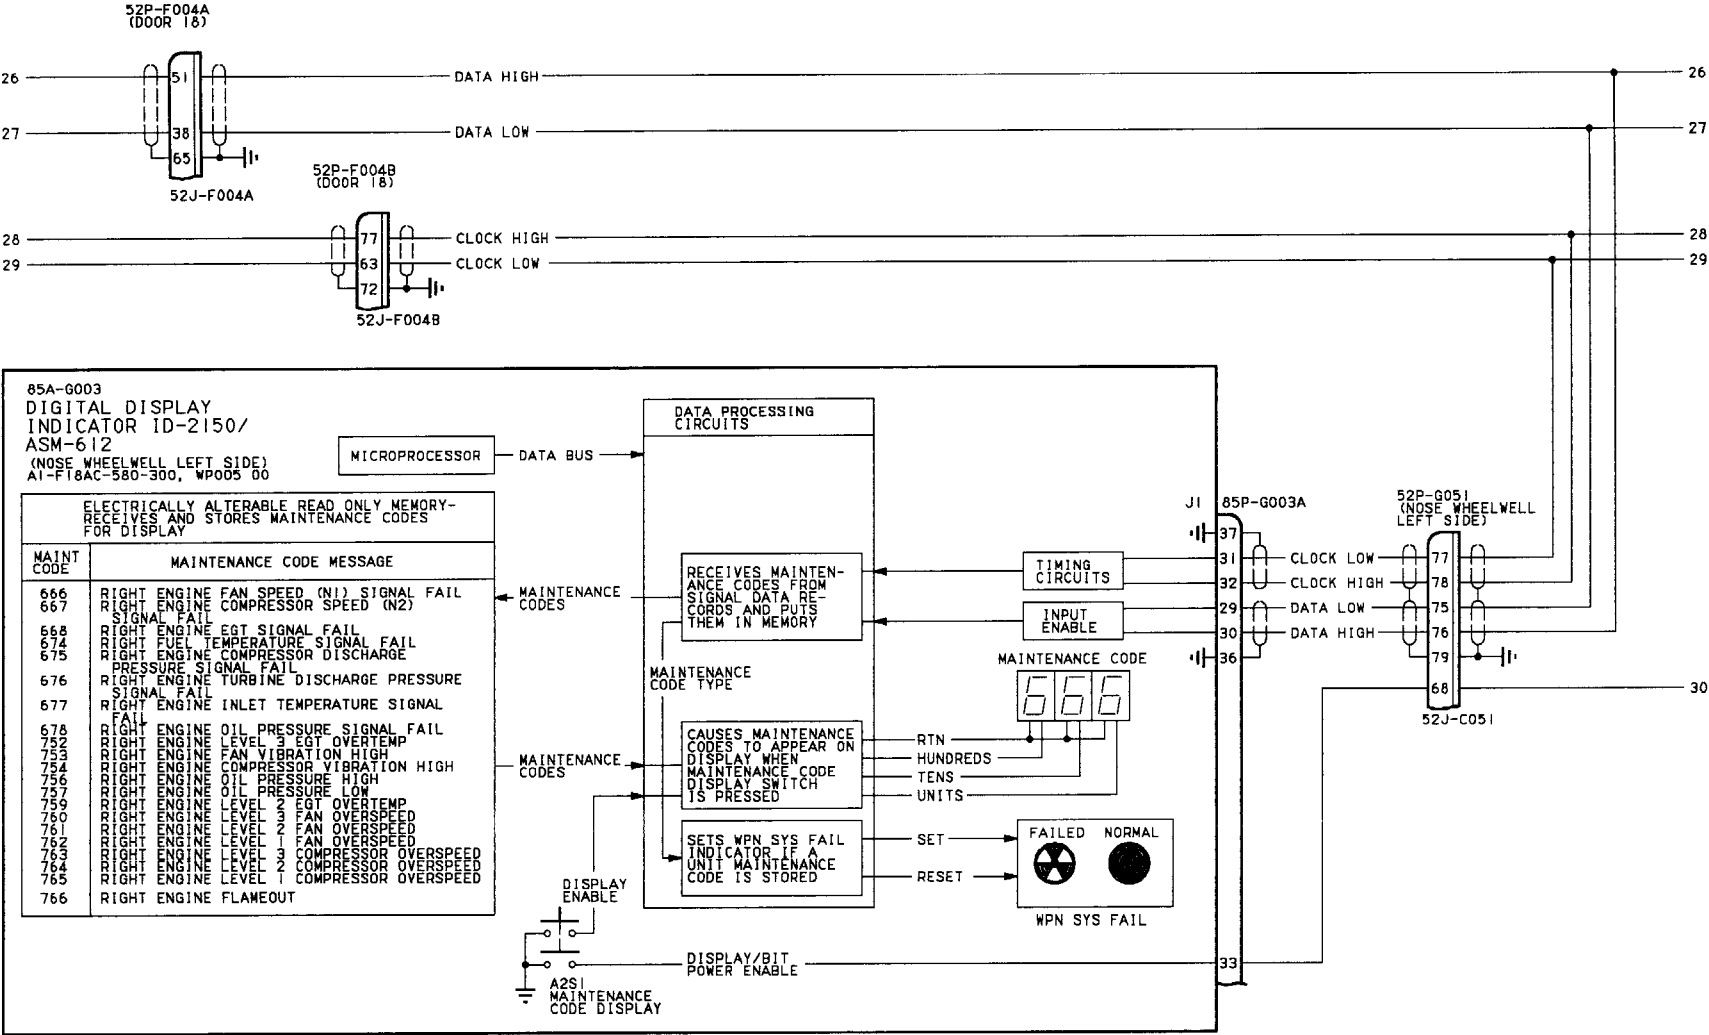 52P-F004A
(DOOR 18)
26
51
DATA HIGH
26
27
38
DATA LOW
27
65
52J-F004A
52P-F004B
(DOOR 18)
28
77
CLOCK HIGH
28
29
63
CLOCK LOW
29
72
52J-F004B
85A-G003
DIGITAL DISPLAY
INDICATOR ID-2150/
ASM-612
(NOSE WHEELWELL LEFT SIDE)
A1-F18AC-580-300, WP005 00
MICROPROCESSOR
DATA BUS
DATA PROCESSING
CIRCUITS
ELECTRICALLY ALTERABLE READ ONLY MEMORY-
RECEIVES AND STORES MAINTENANCE CODES
FOR DISPLAY
MAINT
CODE
MAINTENANCE CODE MESSAGE
666 RIGHT ENGINE FAN SPEED (N1) SIGNAL FAIL
667 RIGHT ENGINE COMPRESSOR SPEED (N2)
SIGNAL FAIL
668 RIGHT ENGINE EGT SIGNAL FAIL
674 RIGHT FUEL TEMPERATURE SIGNAL FAIL
675 RIGHT ENGINE COMPRESSOR DISCHARGE
PRESSURE SIGNAL FAIL
676 RIGHT ENGINE TURBINE DISCHARGE PRESSURE
SIGNAL FAIL
677 RIGHT ENGINE INLET TEMPERATURE SIGNAL
FAIL
678 RIGHT ENGINE OIL PRESSURE SIGNAL FAIL
752 RIGHT ENGINE LEVEL 3 EGT OVERTEMP
753 RIGHT ENGINE FAN VIBRATION HIGH
754 RIGHT ENGINE COMPRESSOR VIBRATION HIGH
756 RIGHT ENGINE OIL PRESSURE HIGH
757 RIGHT ENGINE OIL PRESSURE LOW
759 RIGHT ENGINE LEVEL 2 EGT OVERTEMP
760 RIGHT ENGINE LEVEL 3 FAN OVERSPEED
761 RIGHT ENGINE LEVEL 2 FAN OVERSPEED
762 RIGHT ENGINE LEVEL 1 FAN OVERSPEED
763 RIGHT ENGINE LEVEL 3 COMPRESSOR OVERSPEED
764 RIGHT ENGINE LEVEL 2 COMPRESSOR OVERSPEED
765 RIGHT ENGINE LEVEL 1 COMPRESSOR OVERSPEED
766 RIGHT ENGINE FLAMEOUT
MAINTENANCE
CODES
RECEIVES MAINTEN-
ANCE CODES FROM
SIGNAL DATA RE-
CORDS AND PUTS
THEM IN MEMORY
MAINTENANCE
CODE TYPE
MAINTENANCE
CODES
CAUSES MAINTENANCE
CODES TO APPEAR ON
DISPLAY WHEN
MAINTENANCE CODE
DISPLAY SWITCH
IS PRESSED
SETS WPN SYS FAIL
INDICATOR IF A
UNIT MAINTENANCE
CODE IS STORED
DISPLAY
ENABLE
A2S1
MAINTENANCE
CODE DISPLAY
DISPLAY/BIT
POWER ENABLE
TIMING
CIRCUITS
INPUT
ENABLE
MAINTENANCE CODE
666
RTN
HUNDREDS
TENS
UNITS
SET
RESET
FAILED NORMAL
WPN SYS FAIL
J1 85P-G003A
37
31
32
29
30
36
33
CLOCK LOW
CLOCK HIGH
DATA LOW
DATA HIGH
52P-G051
(NOSE WHEELWELL
LEFT SIDE)
77
78
75
76
79
68
30
52J-C051